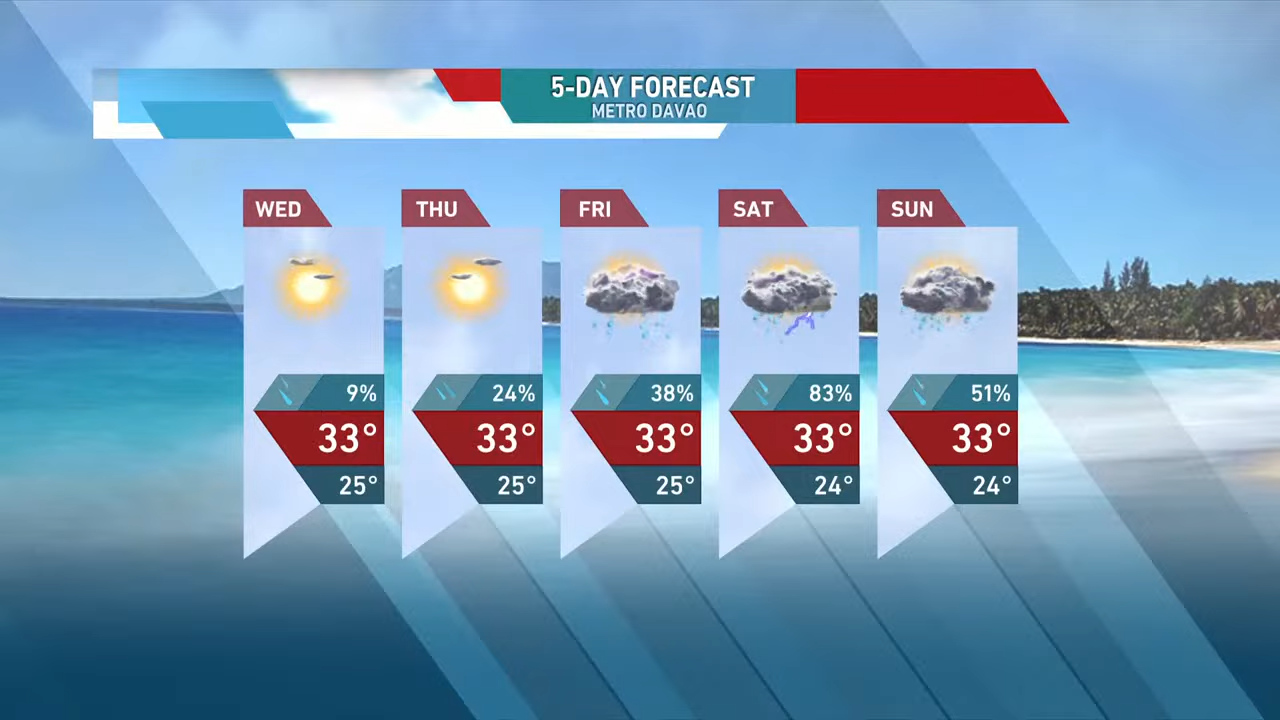 5-DAY FORECAST
METRO DAVAO
WED
THU
FRI
SAT
SUN
9%
24%
38%
83%
51%
33°
33°
33°
33°
33°
25°
25°
25°
24°
24°